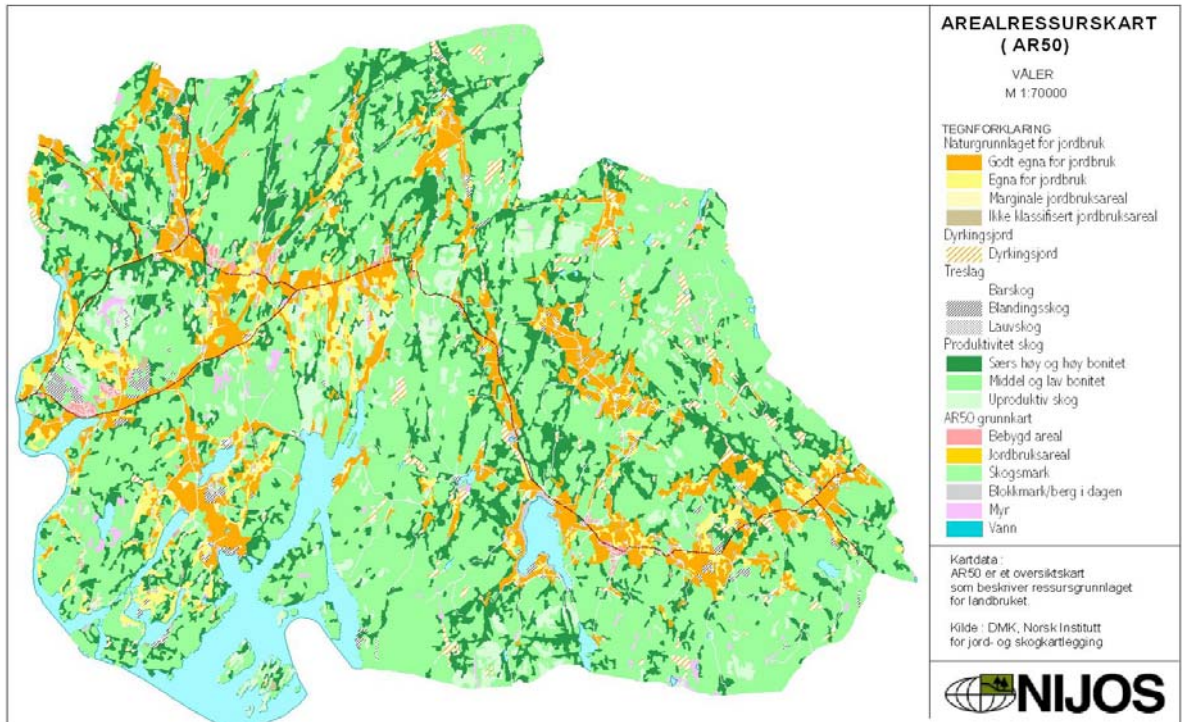 AREALRESSURSKART
( AR50)
VÅLER
M 1:70000
TEGNFORKLARING
Naturgrunnlaget for jordbruk
Godt egna for jordbruk
Egna for jordbruk
Marginale jordbruksareal
Ikke klassifisert jordbruksareal
Dyrkingsjord
Dyrkingsjord
Treslag
Barskog
Blandingsskog
Lauvskog
Produktivitet skog
Særs høy og høy bonitet
Middel og lav bonitet
Uproduktiv skog
AR50 grunnkart
Bebygd areal
Jordbruksareal
Skogsmark
Blokkmark/berg i dagen
Myr
Vann
Kartdata :
AR50 er et oversiktskart
som beskriver ressursgrunnlaget
for landbruket.
Kilde : DMK, Norsk Institutt
for jord- og skogkartlegging
NIJOS